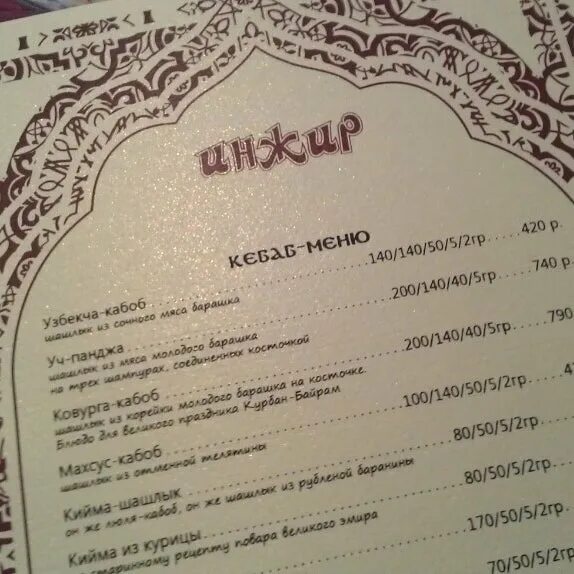 инжир
КЕБАБ-МЕНЮ
Узбекча-кабоб 140/140/50/5/2гр 420 р.
шашлык из сочного мяса барашка
Уч-панджа 200/140/40/5гр 740 р.
шашлык из мяса молодого барашка
на трех шампурах, соединенных косточкой
Ковурга-кабоб 200/140/40/5гр 790
шашлык из корейки молодого барашка на косточке.
Блюдо для великого праздника Курбан-Байрам
Махсус-кабоб 100/140/50/5/2гр
шашлык из отменной телятины
Кийма-шашлык 80/50/5/2гр
он же люля-кабоб, он же шашлык из рубленой баранины
Кийма из курицы 80/50/5/2гр
старинному рецепту повара великого эмира
170/50/5/2гр
70/50/5/2гр